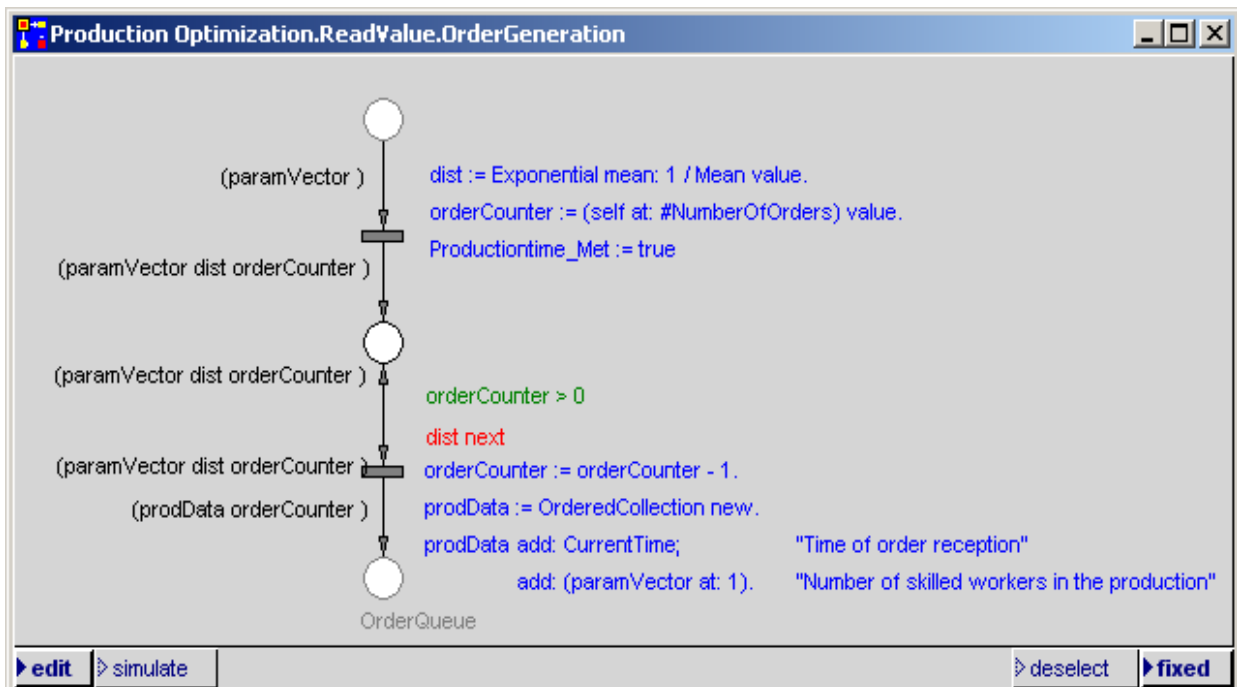 Production Optimization.ReadValue.OrderGeneration
(paramVector )
dist := Exponential mean: 1 / Mean value.
orderCounter := (self at: #NumberOfOrders) value.
Productiontime_Met := true
(paramVector dist orderCounter )
(paramVector dist orderCounter )
orderCounter > 0
dist next
(paramVector dist orderCounter )
orderCounter := orderCounter - 1.
(prodData orderCounter )
prodData := OrderedCollection new.
prodData add: CurrentTime; "Time of order reception"
add: (paramVector at: 1). "Number of skilled workers in the production"
OrderQueue
edit simulate deselect fixed